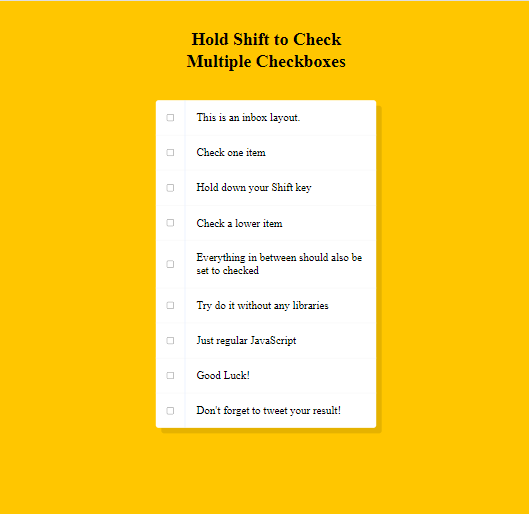 Hold Shift to Check
Multiple Checkboxes
This is an inbox layout.
Check one item
Hold down your Shift key
Check a lower item
Everything in between should also be
set to checked
Try do it without any libraries
Just regular JavaScript
Good Luck!
Don't forget to tweet your result!